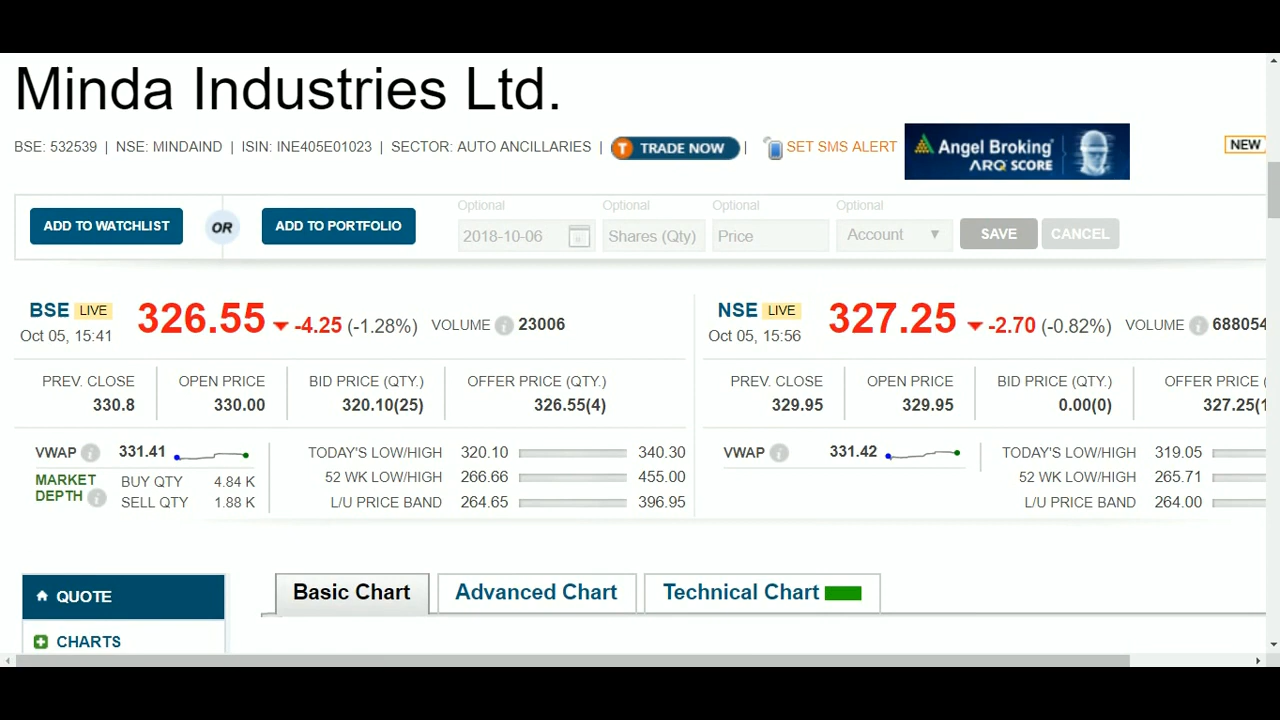 Minda Industries Ltd.
BSE: 532539 | NSE: MINDAIND | ISIN: INE405E01023 | SECTOR: AUTO ANCILLARIES | T TRADE NOW | SET SMS ALERT
Angel Broking
ARQ SCORE
NEW
ADD TO WATCHLIST OR ADD TO PORTFOLIO
Optional Optional Optional Optional
2018-10-06 Shares (Qty) Price Account ▼ SAVE CANCEL
BSE LIVE 326.55 -4.25 (-1.28%) VOLUME i 23006
Oct 05, 15:41
PREV. CLOSE OPEN PRICE BID PRICE (QTY.) OFFER PRICE (QTY.)
330.8 330.00 320.10(25) 326.55(4)
VWAP i 331.41
MARKET DEPTH i
BUY QTY 4.84 K
SELL QTY 1.88 K
TODAY'S LOW/HIGH 320.10 340.30
52 WK LOW/HIGH 266.66 455.00
L/U PRICE BAND 264.65 396.95
NSE LIVE 327.25 -2.70 (-0.82%) VOLUME i 688054
Oct 05, 15:56
PREV. CLOSE OPEN PRICE BID PRICE (QTY.) OFFER PRICE (
329.95 329.95 0.00(0) 327.25(1
VWAP i 331.42
TODAY'S LOW/HIGH 319.05
52 WK LOW/HIGH 265.71
L/U PRICE BAND 264.00
QUOTE
CHARTS
Basic Chart Advanced Chart Technical Chart